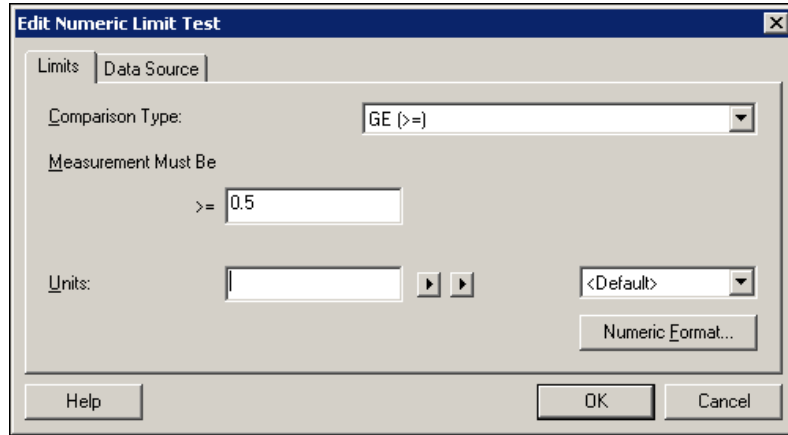 Edit Numeric Limit Test
Limits Data Source
Comparison Type: GE (>=)
Measurement Must Be
>= 0.5
Units: <Default>
Numeric Format...
Help OK Cancel